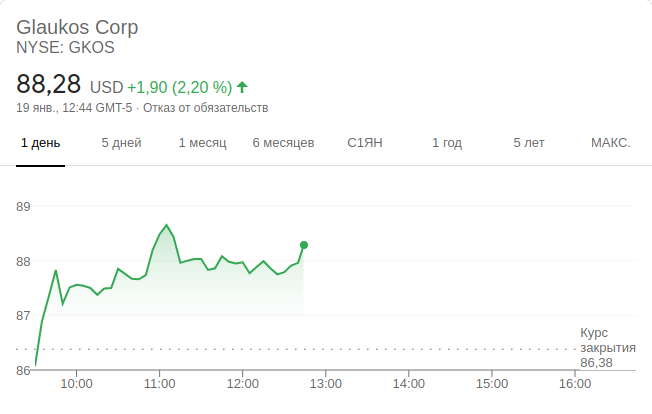 Glaukos Corp
NYSE: GKOS
88,28 USD +1,90 (2,20 %)
19 янв., 12:44 GMT-5 · Отказ от обязательств
1 день 5 дней 1 месяц 6 месяцев С1ЯН 1 год 5 лет МАКС.
89
88
87
Курс
закрытия
86,38
86
10:00 11:00 12:00 13:00 14:00 15:00 16:00